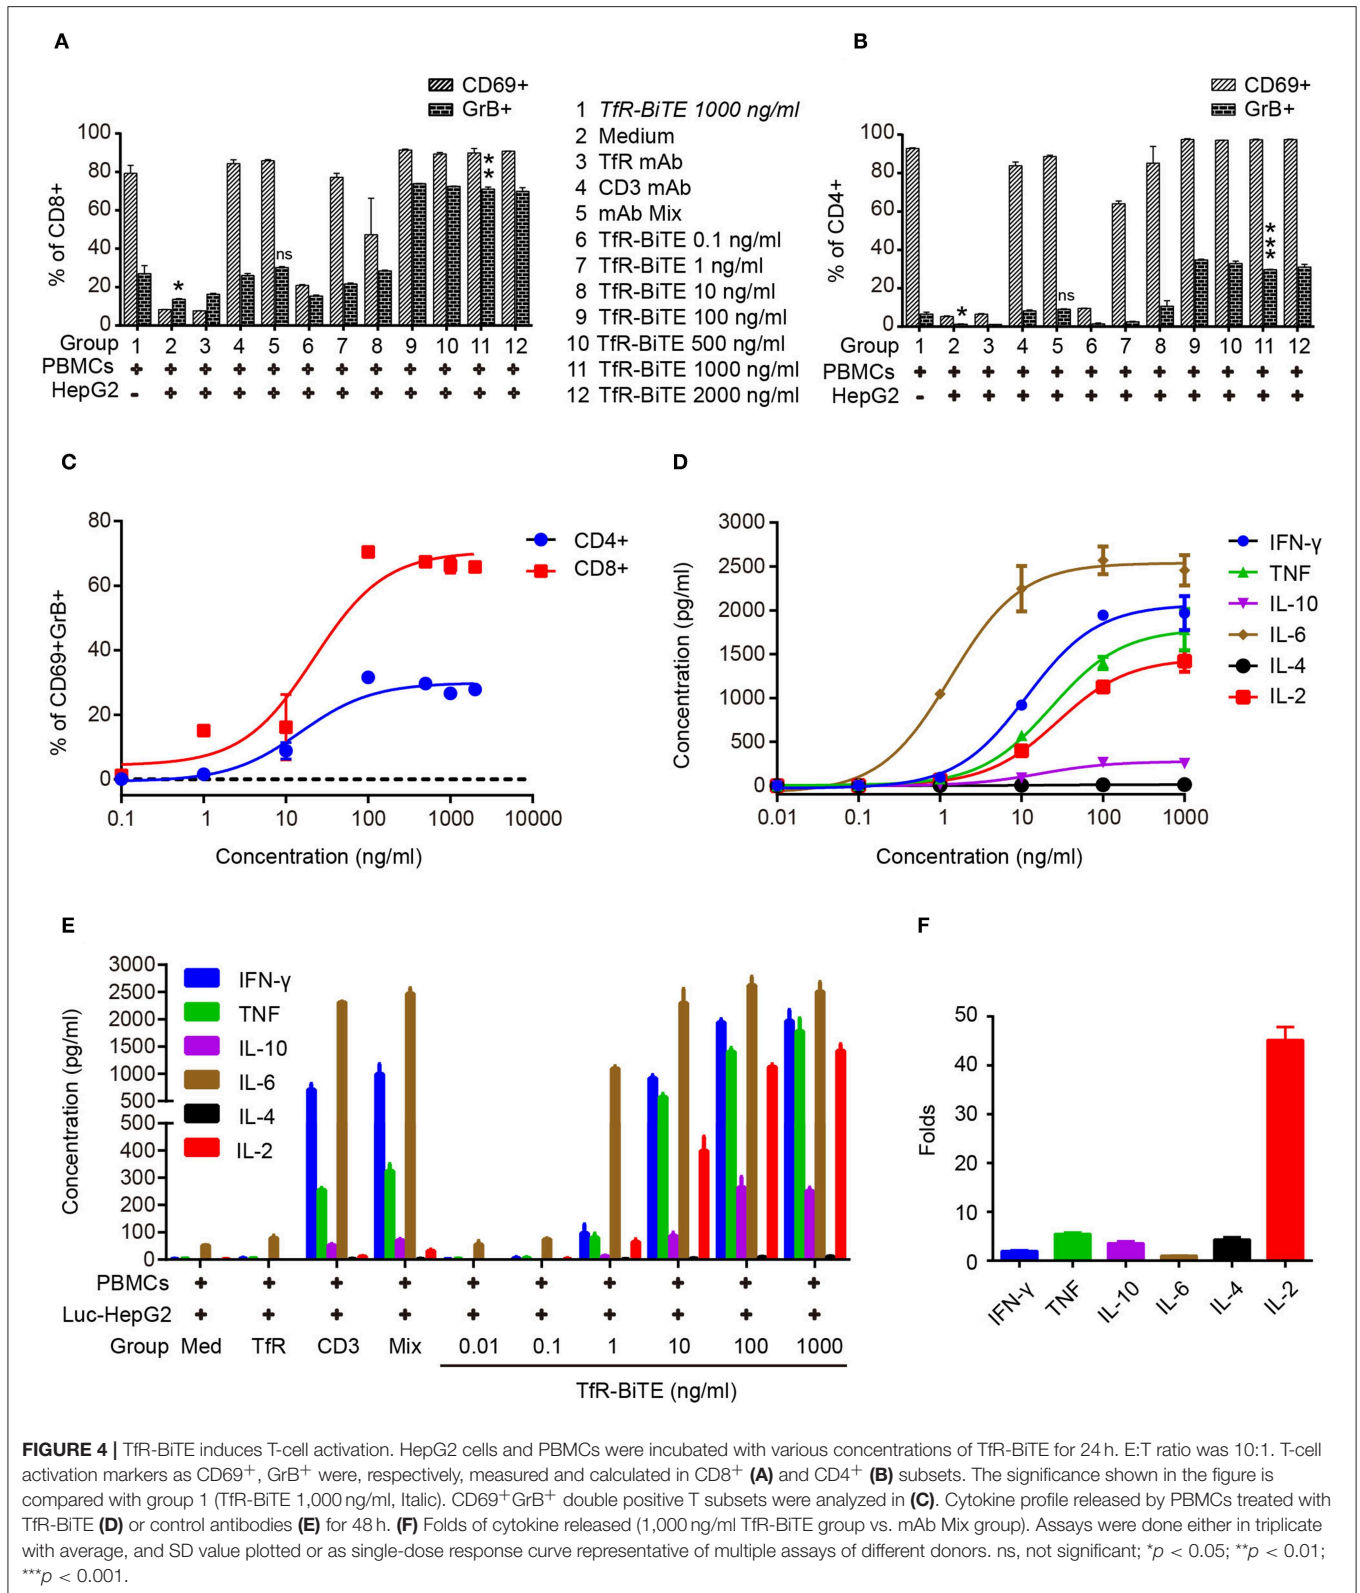 A
CD69+
GrB+
% of CD8+
100
80
60
40
20
0
* ns * *
Group 1 2 3 4 5 6 7 8 9 10 11 12
PBMCs + + + + + + + + + + + +
HepG2 - + + + + + + + + + + +
1 TfR-BiTE 1000 ng/ml
2 Medium
3 TfR mAb
4 CD3 mAb
5 mAb Mix
6 TfR-BiTE 0.1 ng/ml
7 TfR-BiTE 1 ng/ml
8 TfR-BiTE 10 ng/ml
9 TfR-BiTE 100 ng/ml
10 TfR-BiTE 500 ng/ml
11 TfR-BiTE 1000 ng/ml
12 TfR-BiTE 2000 ng/ml
B
CD69+
GrB+
% of CD4+
100
80
60
40
20
0
* ns * * *
Group 1 2 3 4 5 6 7 8 9 10 11 12
PBMCs + + + + + + + + + + + +
HepG2 - + + + + + + + + + + +
C
% of CD69+GrB+
80
60
40
20
0
0.1 1 10 100 1000 10000
Concentration (ng/ml)
CD4+
CD8+
D
Concentration (pg/ml)
3000
2500
2000
1500
1000
500
0
0.01 0.1 1 10 100 1000
Concentration (ng/ml)
IFN-γ
TNF
IL-10
IL-6
IL-4
IL-2
E
Concentration (pg/ml)
3000
2500
2000
1500
1000
500
500
400
300
200
100
0
IFN-γ
TNF
IL-10
IL-6
IL-4
IL-2
PBMCs + + + + + + + + + +
Luc-HepG2 + + + + + + + + + +
Group Med TfR CD3 Mix 0.01 0.1 1 10 100 1000
TfR-BiTE (ng/ml)
F
Folds
50
40
30
20
10
0
IFN-γ TNF IL-10 IL-6 IL-4 IL-2
FIGURE 4 | TfR-BiTE induces T-cell activation. HepG2 cells and PBMCs were incubated with various concentrations of TfR-BiTE for 24 h. E:T ratio was 10:1. T-cell
activation markers as CD69⁺, GrB⁺ were, respectively, measured and calculated in CD8⁺ (A) and CD4⁺ (B) subsets. The significance shown in the figure is
compared with group 1 (TfR-BiTE 1,000 ng/ml, Italic). CD69⁺GrB⁺ double positive T subsets were analyzed in (C). Cytokine profile released by PBMCs treated with
TfR-BiTE (D) or control antibodies (E) for 48 h. (F) Folds of cytokine released (1,000 ng/ml TfR-BiTE group vs. mAb Mix group). Assays were done either in triplicate
with average, and SD value plotted or as single-dose response curve representative of multiple assays of different donors. ns, not significant; *p < 0.05; **p < 0.01;
***p < 0.001.